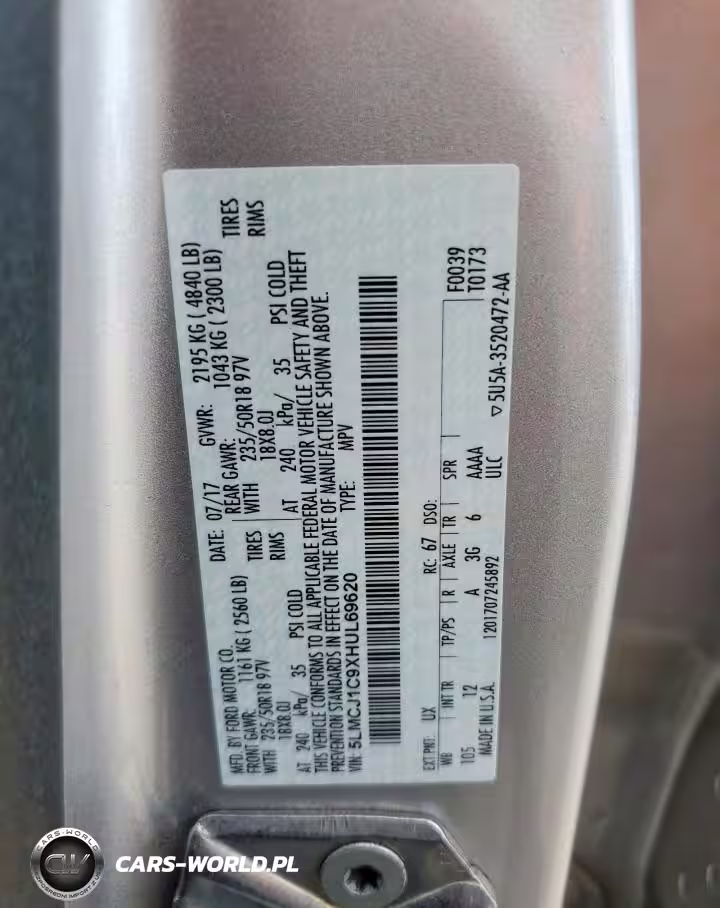 MFD. BY FORD MOTOR CO.
DATE: 07/17 GVWR: 2195 KG ( 4840 LB)
FRONT GAWR: 1161 KG ( 2560 LB) REAR GAWR: 1043 KG ( 2300 LB)
WITH 235/50R18 97V TIRES WITH 235/50R18 97V TIRES
18X8.0J RIMS 18X8.0J RIMS
AT 240 kPa/ 35 PSI COLD AT 240 kPa/ 35 PSI COLD
THIS VEHICLE CONFORMS TO ALL APPLICABLE FEDERAL MOTOR VEHICLE SAFETY AND THEFT
PREVENTION STANDARDS IN EFFECT ON THE DATE OF MANUFACTURE SHOWN ABOVE.
VIN: 5LMCJ1C9XHUL69620 TYPE: MPV
EXT PNT: UX RC: 67 DSO: F0039
WB INT TR TP/PS R AXLE TR SPR T0173
105 12 A 3G 6 AAAA
MADE IN U.S.A. 1201707245892 ULC ▽5U5A-3520472-AA
CARS-WORLD
CW
CARS-WORLD.PL